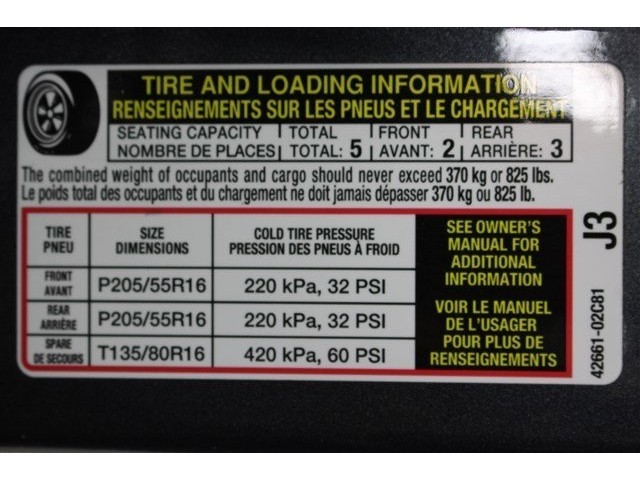 TIRE AND LOADING INFORMATION
RENSEIGNEMENTS SUR LES PNEUS ET LE CHARGEMENT
SEATING CAPACITY TOTAL FRONT REAR
NOMBRE DE PLACES TOTAL: 5 AVANT: 2 ARRIÈRE: 3
The combined weight of occupants and cargo should never exceed 370 kg or 825 lbs.
Le poids total des occupants et du chargement ne doit jamais dépasser 370 kg ou 825 lb.
TIRE SIZE COLD TIRE PRESSURE
PNEU DIMENSIONS PRESSION DES PNEUS À FROID
FRONT
AVANT P205/55R16 220 kPa, 32 PSI
REAR
ARRIÈRE P205/55R16 220 kPa, 32 PSI
SPARE
DE SECOURS T135/80R16 420 kPa, 60 PSI
SEE OWNER'S
MANUAL FOR
ADDITIONAL
INFORMATION
VOIR LE MANUEL
DE L'USAGER
POUR PLUS DE
RENSEIGNEMENTS
J3
42661-02C81